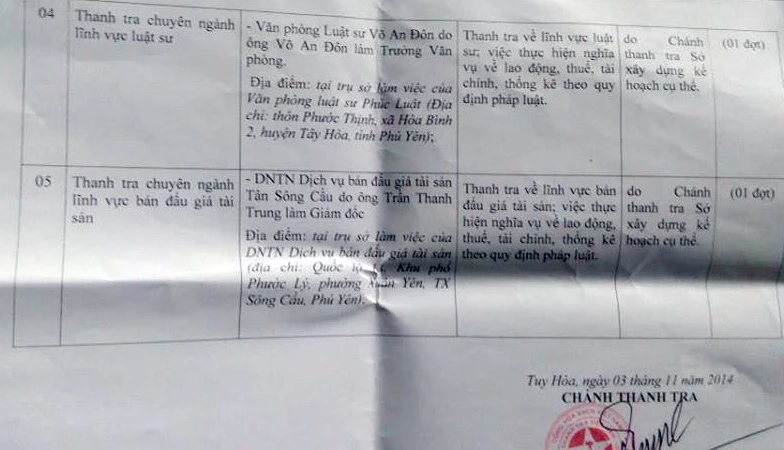 04
Thanh tra chuyên ngành
lĩnh vực luật sư
- Văn phòng Luật sư Võ An Đôn do
ông Võ An Đôn làm Trưởng Văn
phòng.
Địa điểm: tại trụ sở làm việc của
Văn phòng luật sư Phúc Luật (Địa
chỉ: thôn Phước Thịnh, xã Hòa Bình
2, huyện Tây Hòa, tỉnh Phú Yên);
Thanh tra về lĩnh vực luật
sư; việc thực hiện nghĩa
vụ về lao động, thuế, tài
chính, thống kê theo quy
định pháp luật.
do Chánh
thanh tra Sở
xây dựng kế
hoạch cụ thể.
(01 đợt)
05
Thanh tra chuyên ngành
lĩnh vực bán đấu giá tài
sản
- DNTN Dịch vụ bán đấu giá tài sản
Tân Sông Cầu do ông Trần Thanh
Trung làm Giám đốc
Địa điểm: tại trụ sở làm việc của
DNTN Dịch vụ bán đấu giá tài sản
(địa chỉ: Quốc lộ Khu phố
Phước Lý, phường Xuân Yên, TX
Sông Cầu, Phú Yên).
Thanh tra về lĩnh vực bán
đấu giá tài sản; việc thực
hiện nghĩa vụ về lao động,
thuế, tài chính, thống kê
theo quy định pháp luật.
do Chánh
thanh tra Sở
xây dựng kế
hoạch cụ thể.
(01 đợt)
Tuy Hòa, ngày 03 tháng 11 năm 2014
CHÁNH THANH TRA